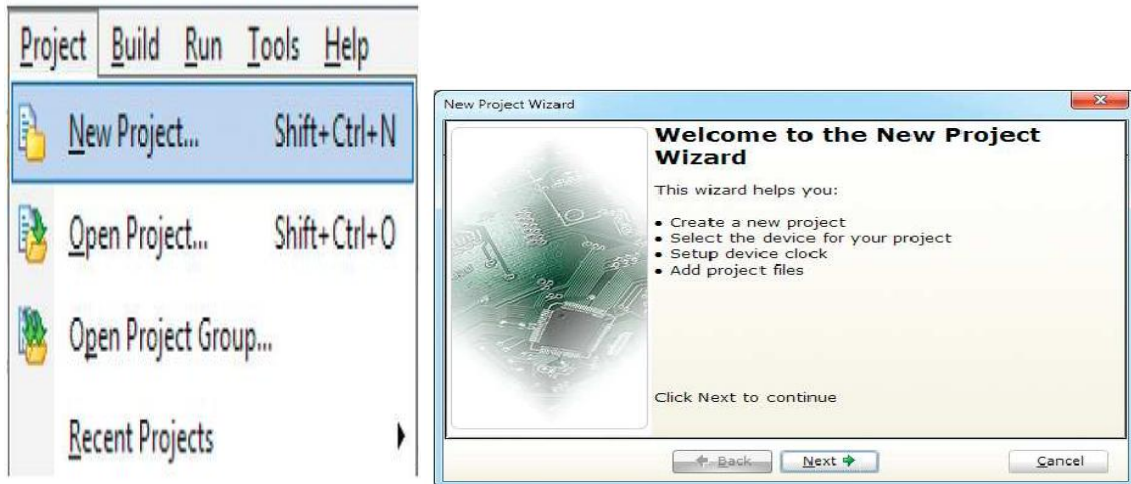 Project Build Run Tools Help
New Project... Shift+Ctrl+N
Open Project... Shift+Ctrl+O
Open Project Group...
Recent Projects
New Project Wizard
Welcome to the New Project
Wizard
This wizard helps you:
• Create a new project
• Select the device for your project
• Setup device clock
• Add project files
Click Next to continue
Back Next Cancel